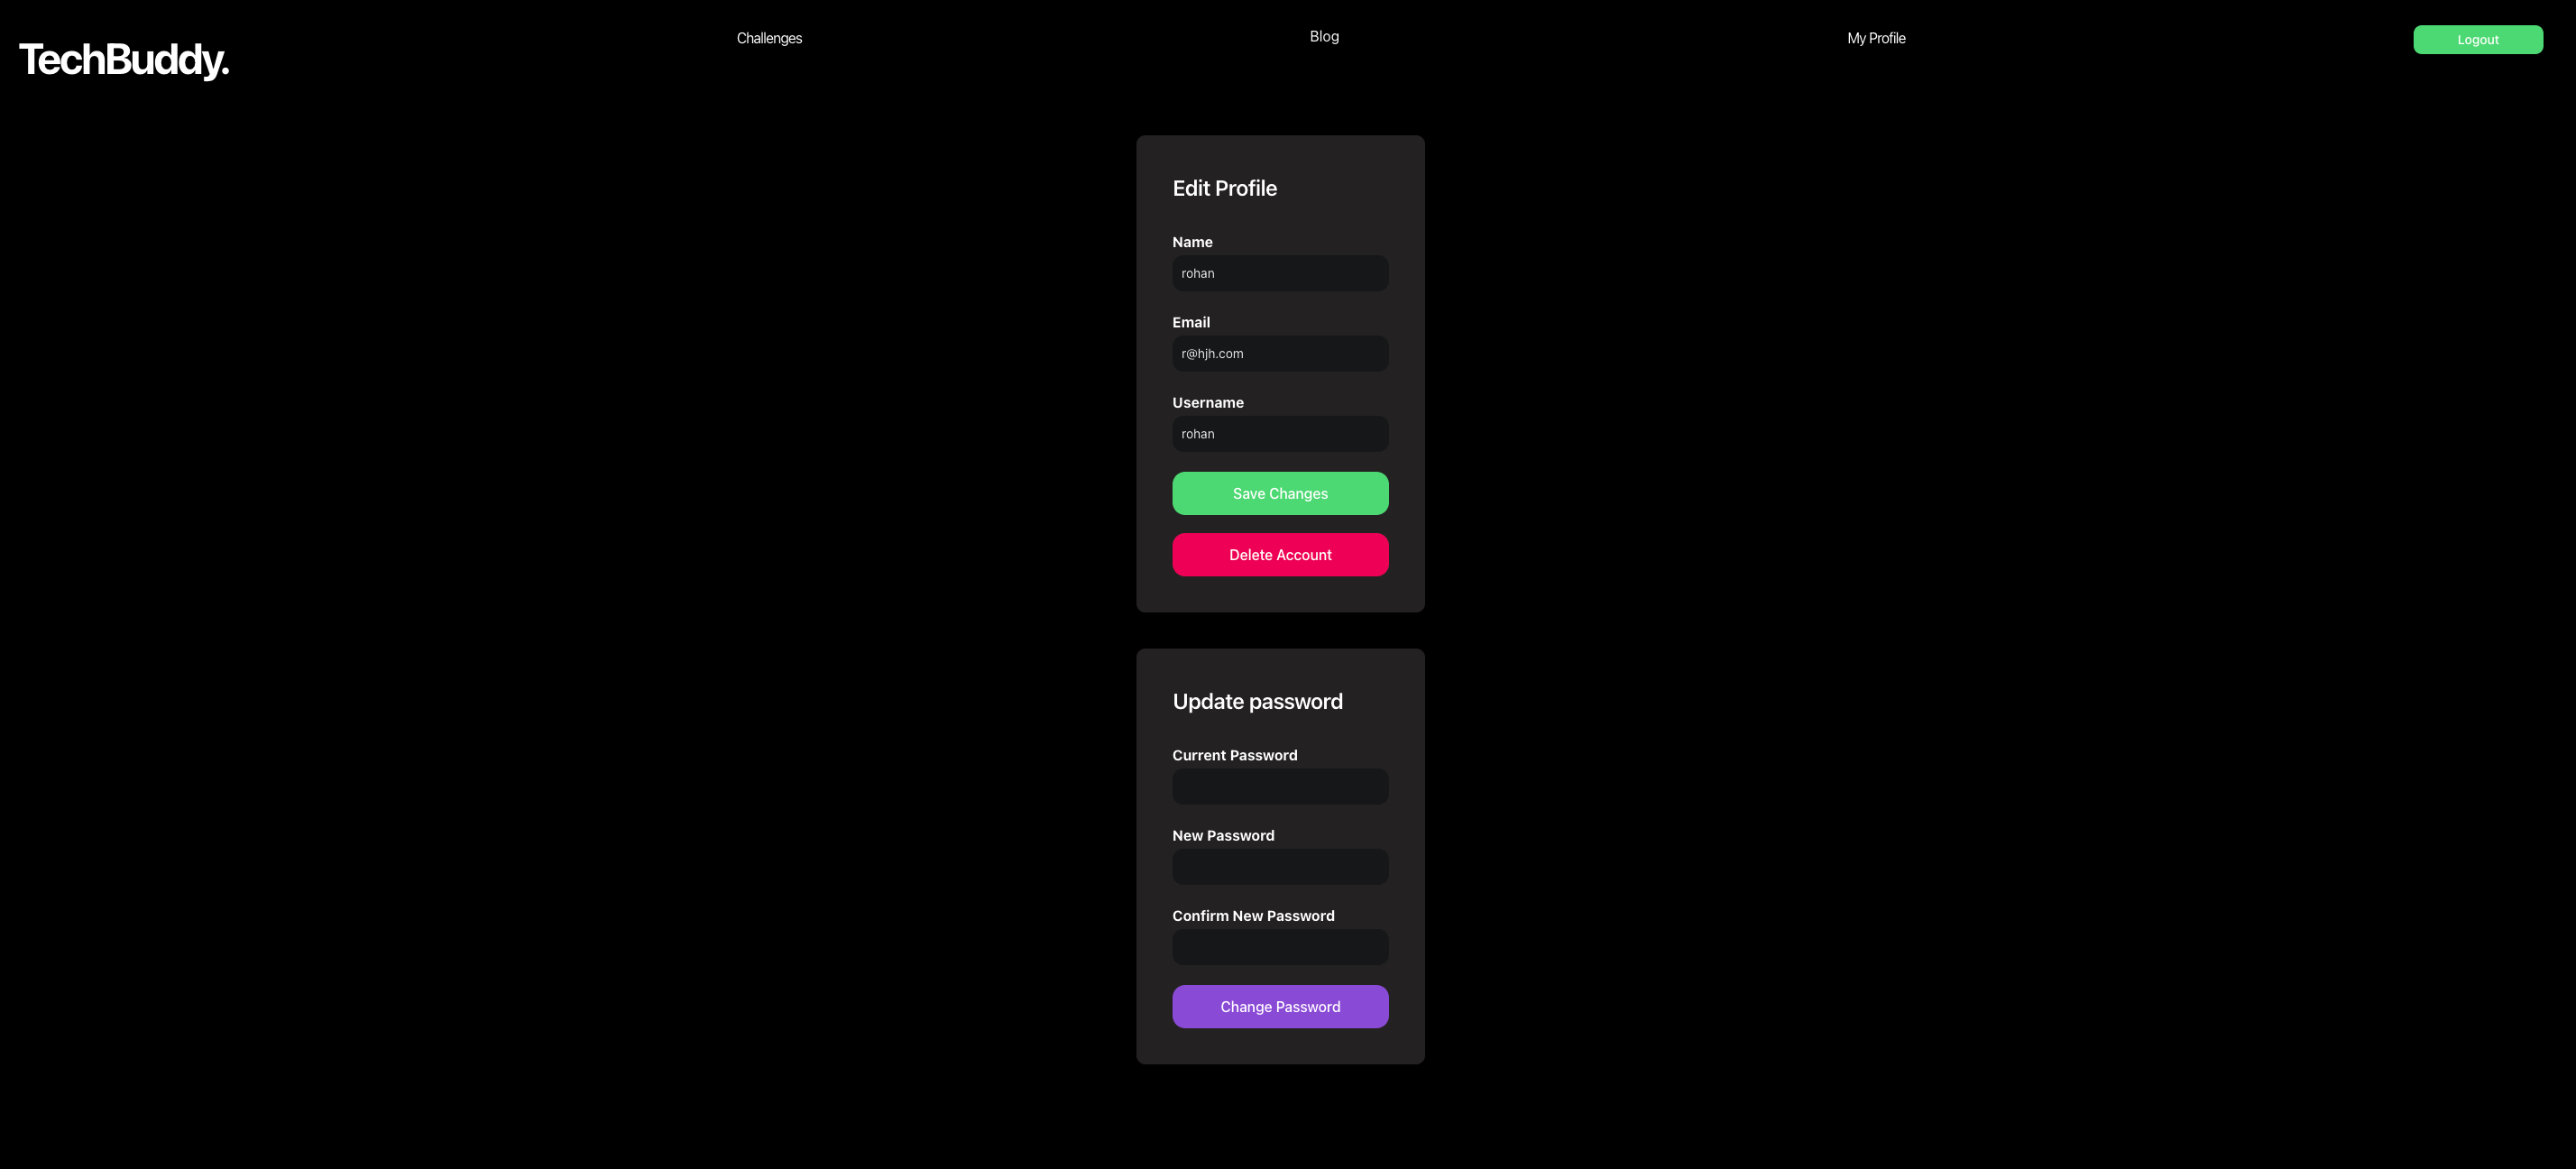 TechBuddy.
Challenges
Blog
My Profile
Logout
Edit Profile
Name
rohan
Email
r@hjh.com
Username
rohan
Save Changes
Delete Account
Update password
Current Password
New Password
Confirm New Password
Change Password